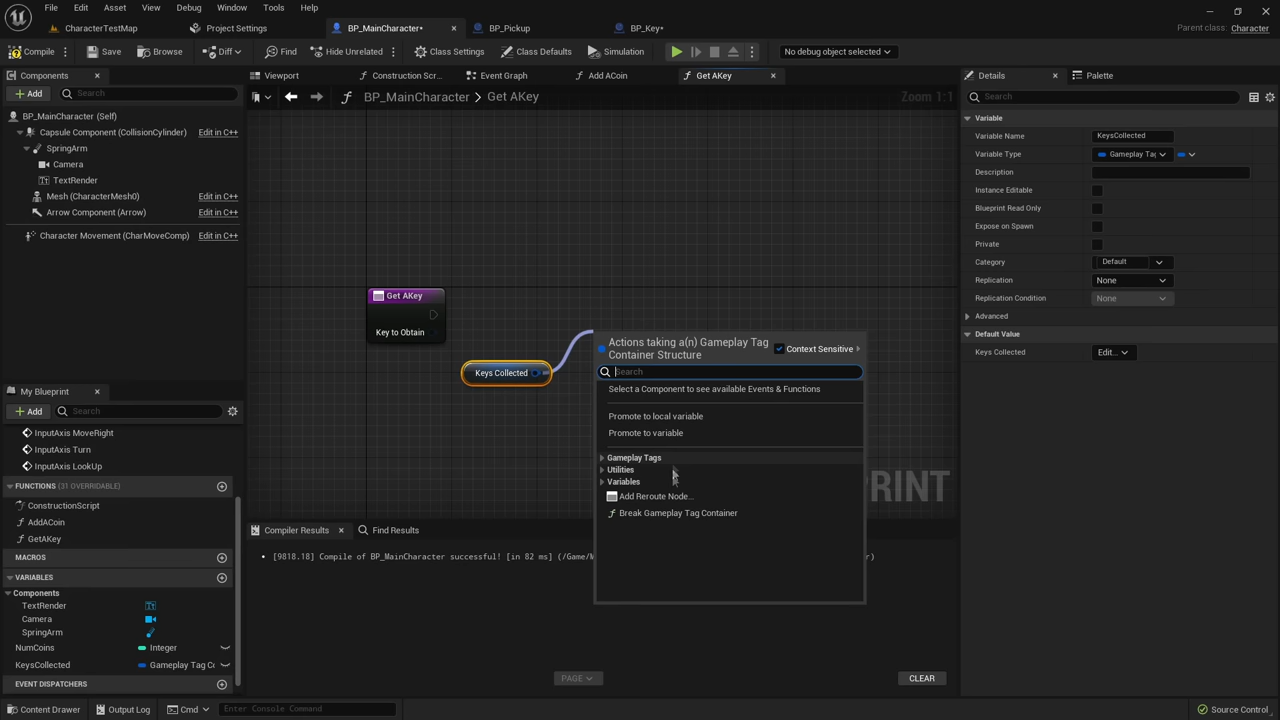 File Edit Asset View Debug Window Tools Help
CharacterTestMap Project Settings BP_MainCharacter* BP_Pickup BP_Key* Parent class: Character
Compile Save Browse Diff Find Hide Unrelated Class Settings Class Defaults Simulation No debug object selected
Components
Add Search
BP_MainCharacter (Self)
Capsule Component (CollisionCylinder) Edit in C++
SpringArm
Camera
TextRender
Mesh (CharacterMesh0) Edit in C++
Arrow Component (Arrow) Edit in C++
Character Movement (CharMoveComp) Edit in C++
My Blueprint
Add Search
InputAxis MoveRight
InputAxis Turn
InputAxis LookUp
FUNCTIONS (31 OVERRIDABLE)
ConstructionScript
AddACoin
GetAKey
MACROS
VARIABLES
Components
TextRender
Camera
SpringArm
NumCoins Integer
KeysCollected Gameplay Tag Co
EVENT DISPATCHERS
Viewport Construction Scr... Event Graph Add ACoin Get AKey
BP_MainCharacter > Get AKey Zoom 1:1
Get AKey
Key to Obtain
Keys Collected
Actions taking a(n) Gameplay Tag
Container Structure
Context Sensitive
Search
Select a Component to see available Events & Functions
Promote to local variable
Promote to variable
Gameplay Tags
Utilities
Variables
Add Reroute Node...
Break Gameplay Tag Container
RINT
Compiler Results Find Results
[9818.18] Compile of BP_MainCharacter successful! [in 82 ms] (/Game/M
r)
PAGE CLEAR
Details Palette
Search
Variable
Variable Name KeysCollected
Variable Type Gameplay Tag
Description
Instance Editable
Blueprint Read Only
Expose on Spawn
Private
Category Default
Replication None
Replication Condition None
Advanced
Default Value
Keys Collected Edit...
Content Drawer Output Log Cmd Enter Console Command Source Control